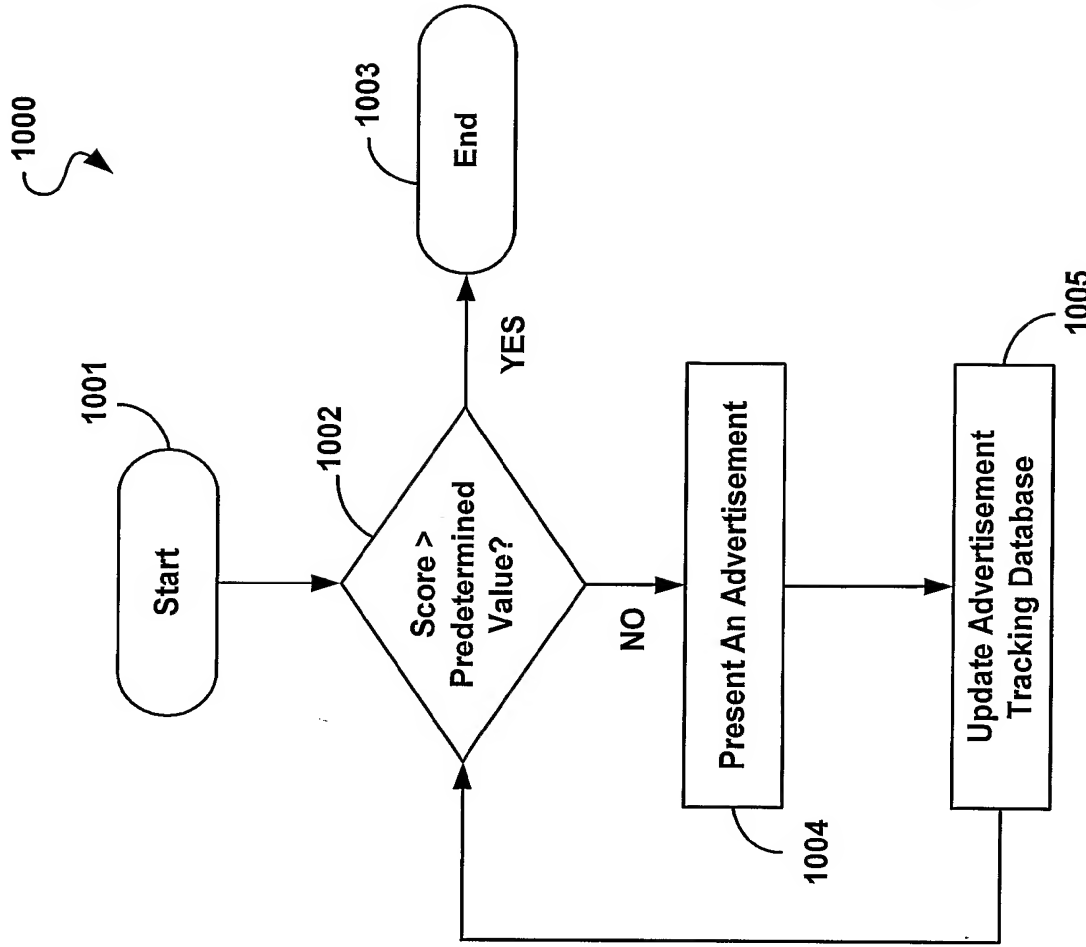 1000
1001
Start
1002
Score >
Predetermined
Value?
YES
1003
End
NO
Present An Advertisement
1004
Update Advertisement
Tracking Database
1005